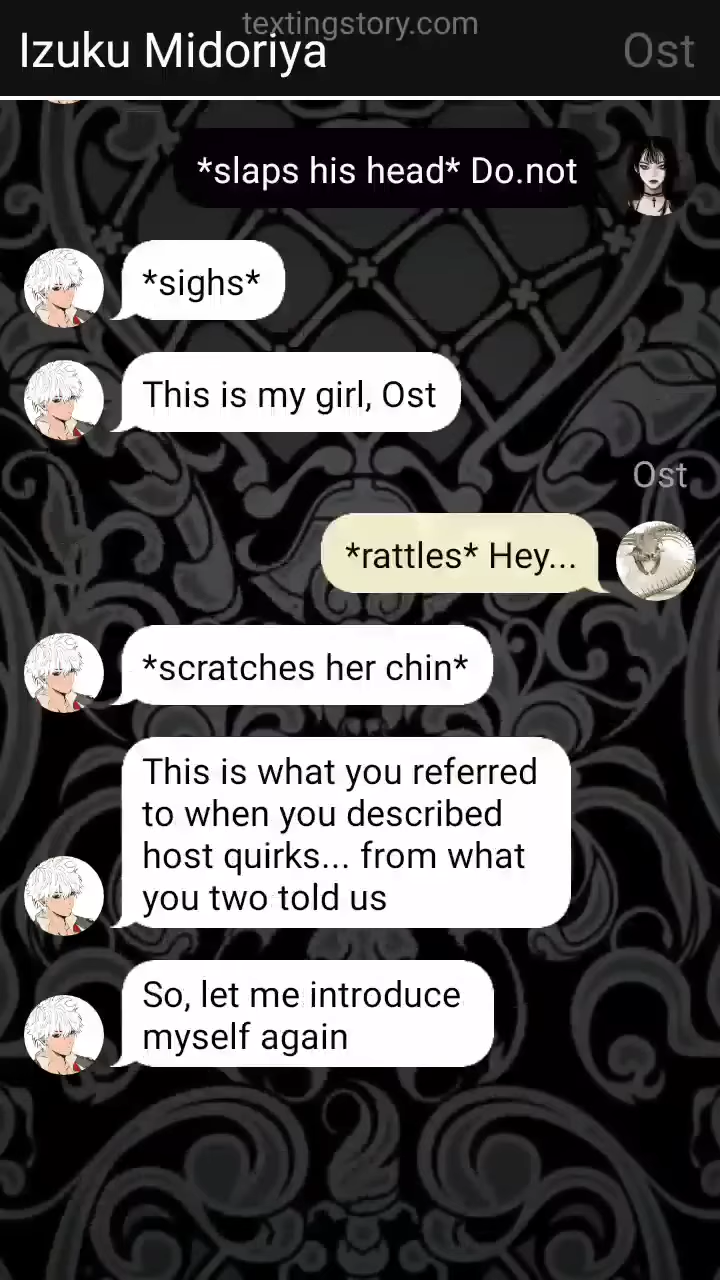 textingstory.com
Izuku Midoriya
Ost
*slaps his head* Do.not
*sighs*
This is my girl, Ost
Ost
*rattles* Hey...
*scratches her chin*
This is what you referred
to when you described
host quirks... from what
you two told us
So, let me introduce
myself again